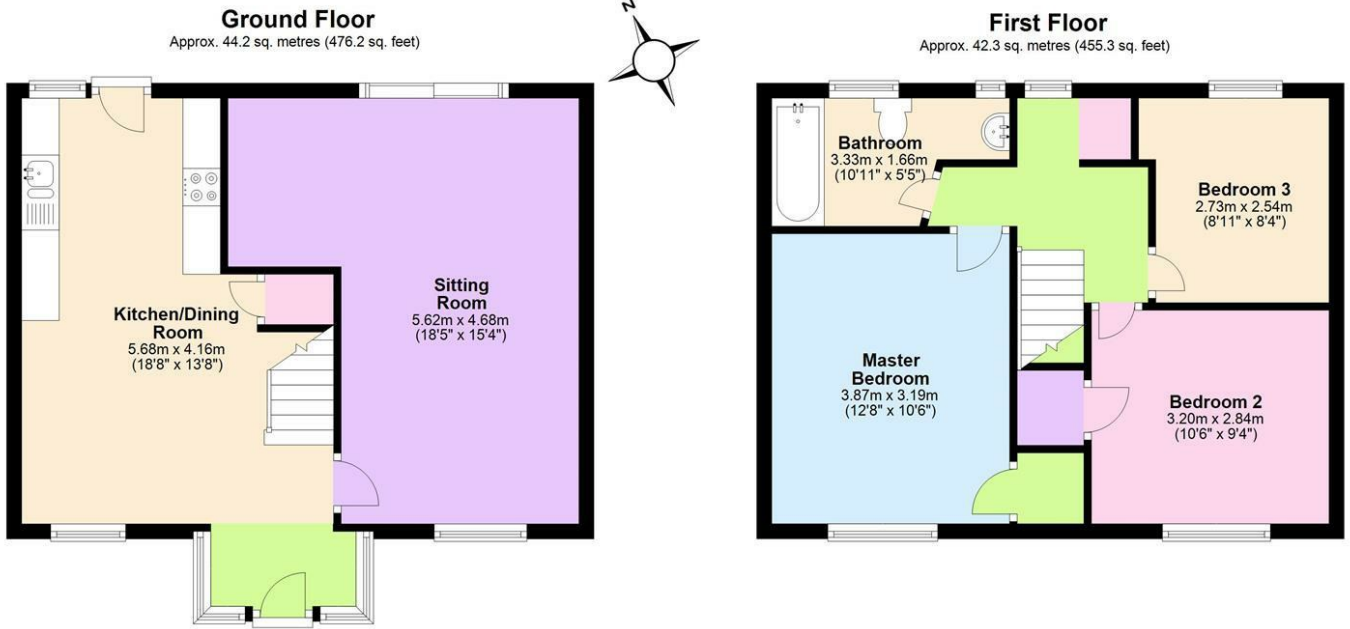 Ground Floor
Approx. 44.2 sq. metres (476.2 sq. feet)
N
First Floor
Approx. 42.3 sq. metres (455.3 sq. feet)
Kitchen/Dining
Room
5.68m x 4.16m
(18'8" x 13'8")
Sitting
Room
5.62m x 4.68m
(18'5" x 15'4")
Bathroom
3.33m x 1.66m
(10'11" x 5'5")
Bedroom 3
2.73m x 2.54m
(8'11" x 8'4")
Master
Bedroom
3.87m x 3.19m
(12'8" x 10'6")
Bedroom 2
3.20m x 2.84m
(10'6" x 9'4")